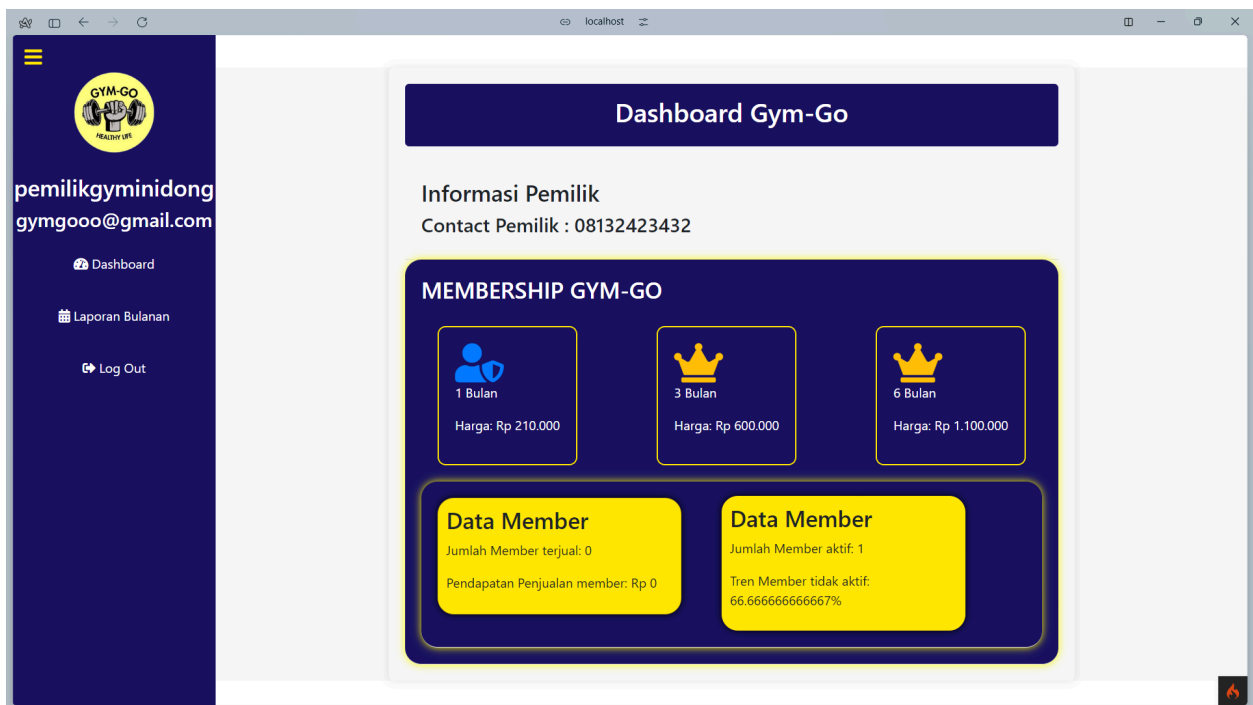 localhost
GYM-GO
HEALTHY LIFE
pemilikgyminidong
gymgooo@gmail.com
Dashboard
Laporan Bulanan
Log Out
Dashboard Gym-Go
Informasi Pemilik
Contact Pemilik : 08132423432
MEMBERSHIP GYM-GO
1 Bulan
Harga: Rp 210.000
3 Bulan
Harga: Rp 600.000
6 Bulan
Harga: Rp 1.100.000
Data Member
Jumlah Member terjual: 0
Pendapatan Penjualan member: Rp 0
Data Member
Jumlah Member aktif: 1
Tren Member tidak aktif:
66.666666666667%